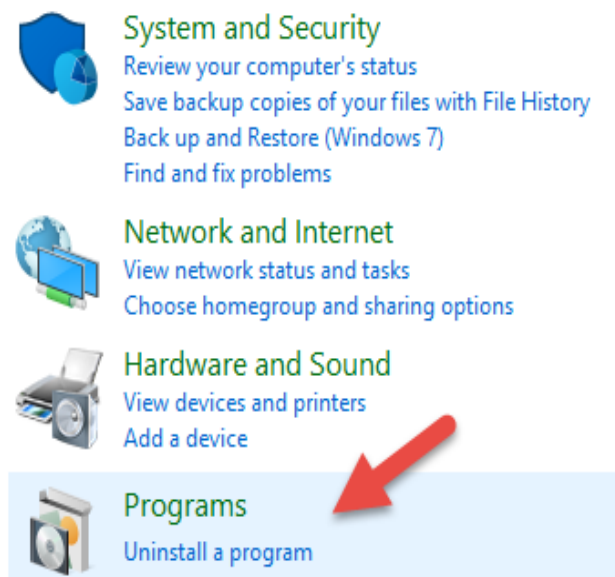 System and Security
Review your computer's status
Save backup copies of your files with File History
Back up and Restore (Windows 7)
Find and fix problems
Network and Internet
View network status and tasks
Choose homegroup and sharing options
Hardware and Sound
View devices and printers
Add a device
Programs
Uninstall a program